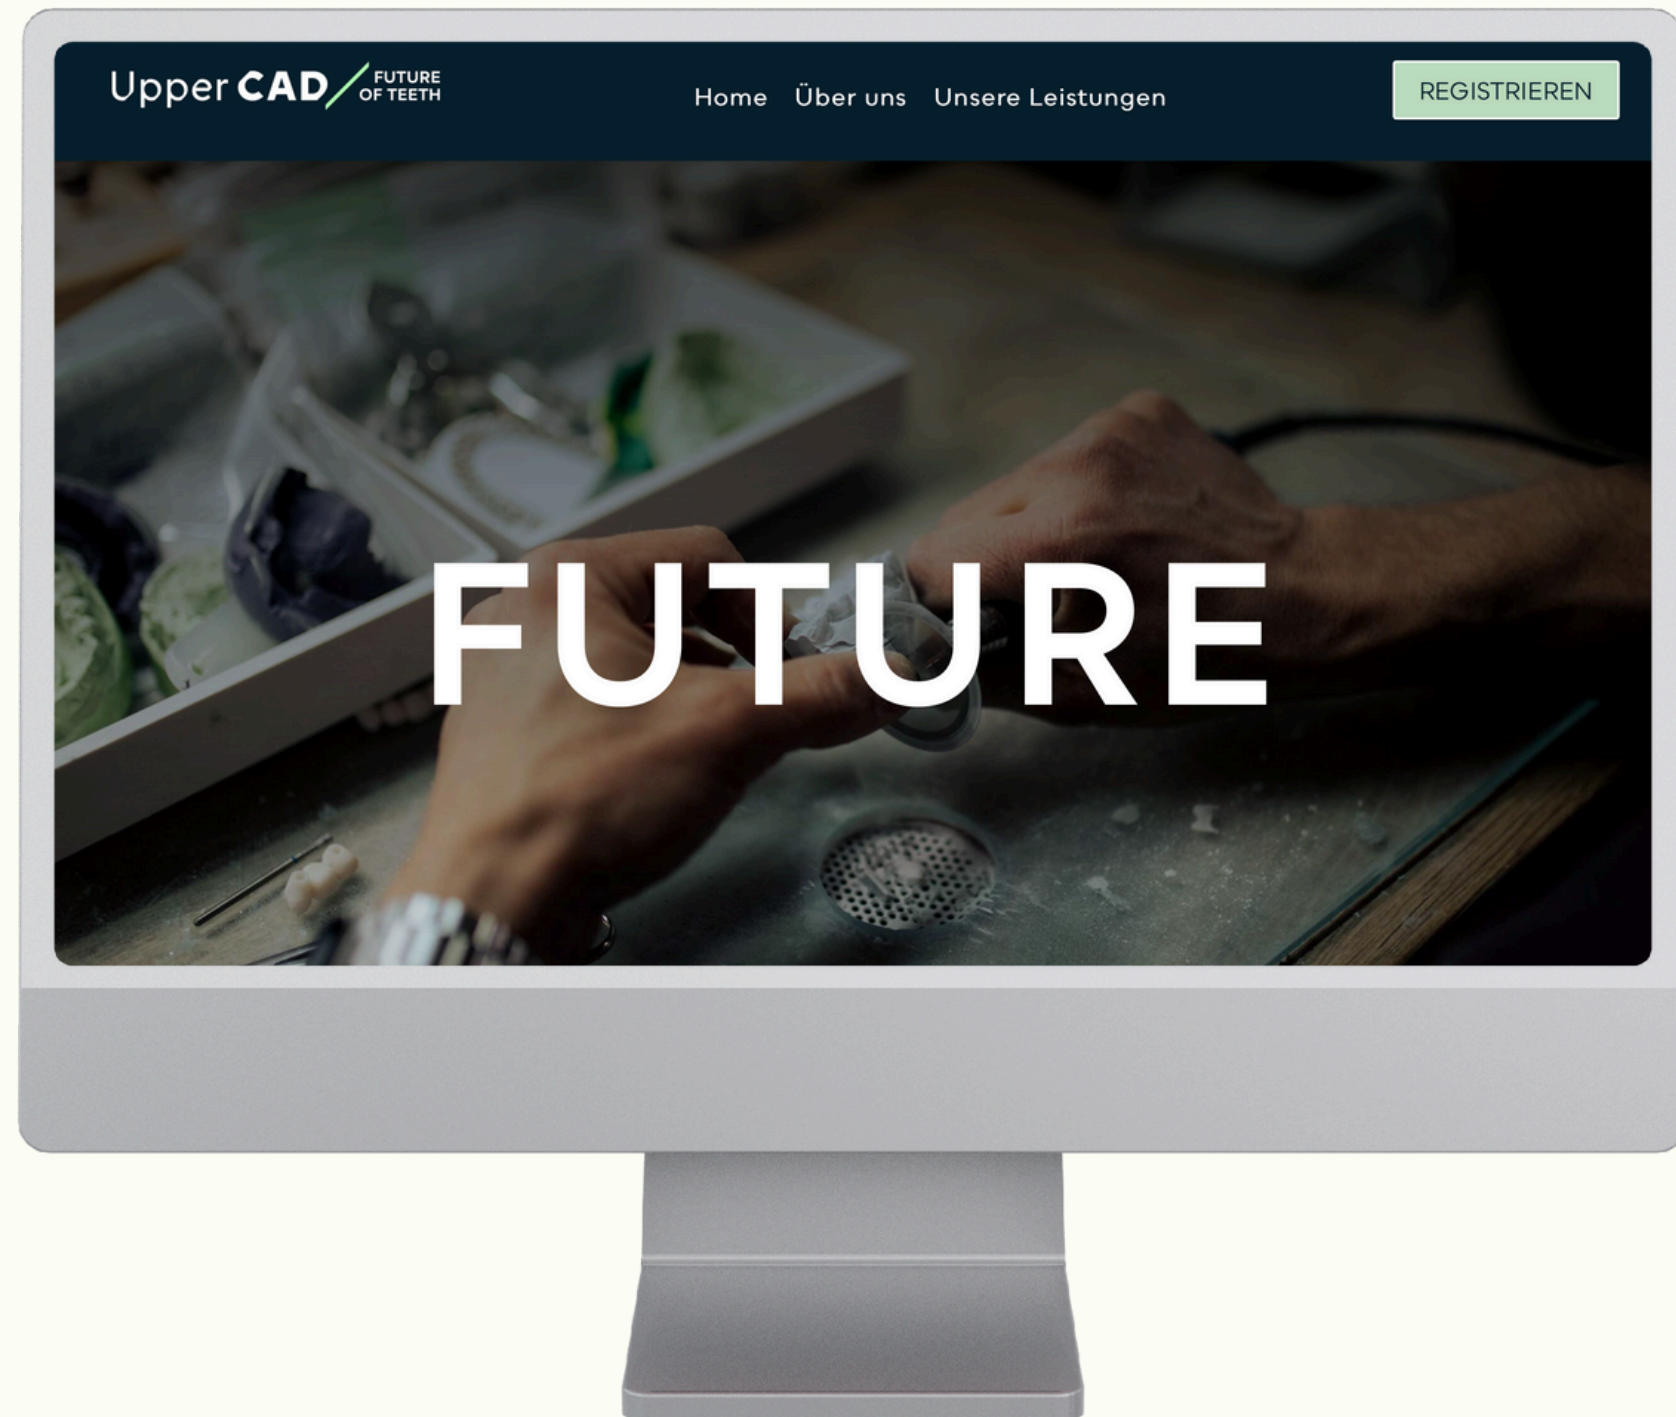 Upper CAD FUTURE
OF TEETH
Home Über uns Unsere Leistungen
REGISTRIEREN
FUTURE